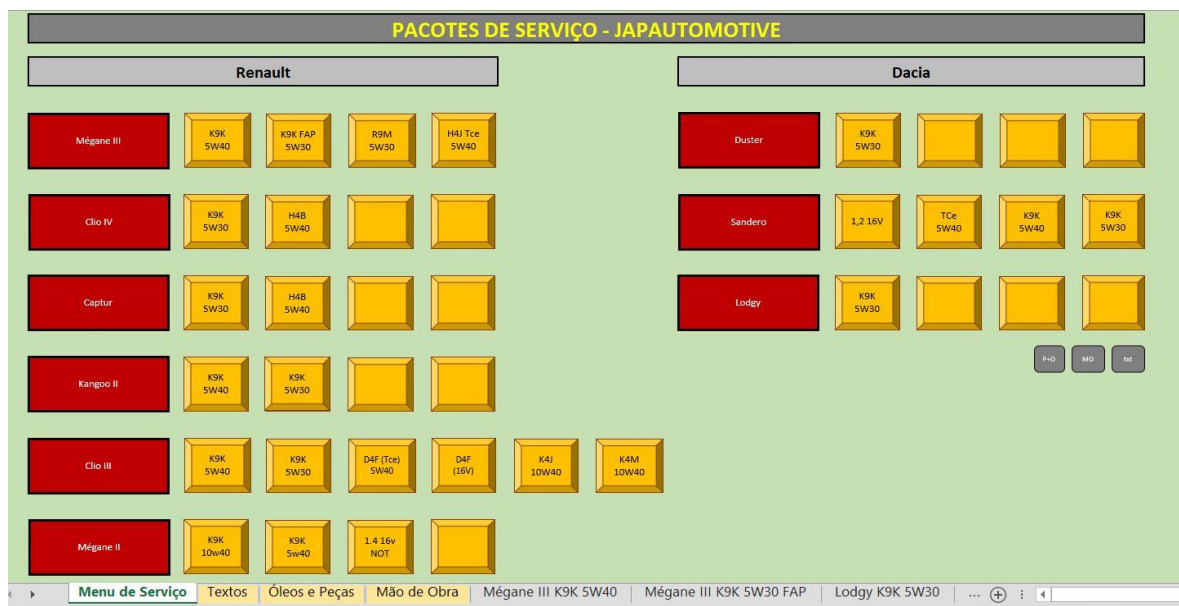 PACOTES DE SERVIÇO - JAPAUTOMOTIVE
Renault
Dacia
Mégane III
K9K
5W40
K9K FAP
5W30
R9M
5W30
H4J Tce
5W40
Duster
K9K
5W30
Clio IV
K9K
5W30
H4B
5W40
Sandero
1,2 16V
TCe
5W40
K9K
5W40
K9K
5W30
Captur
K9K
5W30
H4B
5W40
Lodgy
K9K
5W30
P+O
MO
txt
Kangoo II
K9K
5W40
K9K
5W30
Clio III
K9K
5W40
K9K
5W30
D4F (Tce)
5W40
D4F
(16V)
K4J
10W40
K4M
10W40
Mégane II
K9K
10w40
K9K
5w40
1.4 16v
NOT
Menu de Serviço
Textos
Óleos e Peças
Mão de Obra
Mégane III K9K 5W40
Mégane III K9K 5W30 FAP
Lodgy K9K 5W30
...